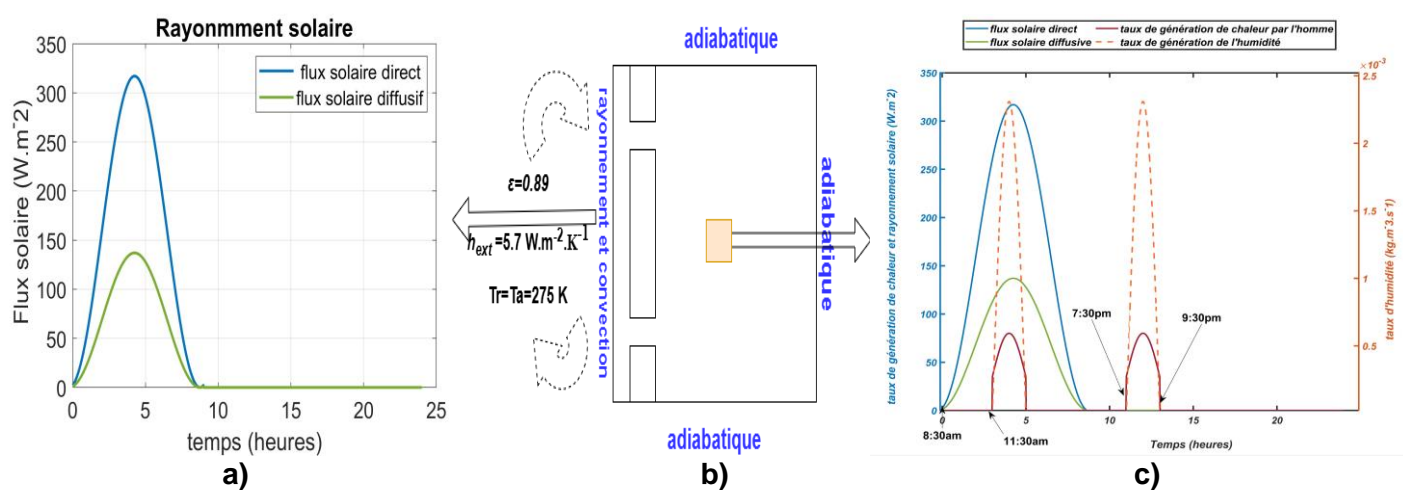 Rayonmment solaire
flux solaire direct
flux solaire diffusif
Flux solaire (W.mˉ2)
350
300
250
200
150
100
50
0
0 5 10 15 20 25
temps (heures)
a)
adiabatique
rayonnement et convection
ε=0.89
hext =5.7 W.m-2.K-1
Tr=Ta=275 K
adiabatique
adiabatique
b)
flux solaire direct
flux solaire diffusive
taux de génération de chaleur par l'homme
taux de génération de l'humidité
taux de génération de chaleur et rayonnement solaire (W.mˉ2)
350
300
250
200
150
100
50
0
×10-3
2.5
2
1.5
1
0.5
taux d'humidité (kg.mˉ3.sˉ1)
7:30pm
9:30pm
0 5 10 15 20
8:30am
11:30am
Temps (heures)
c)